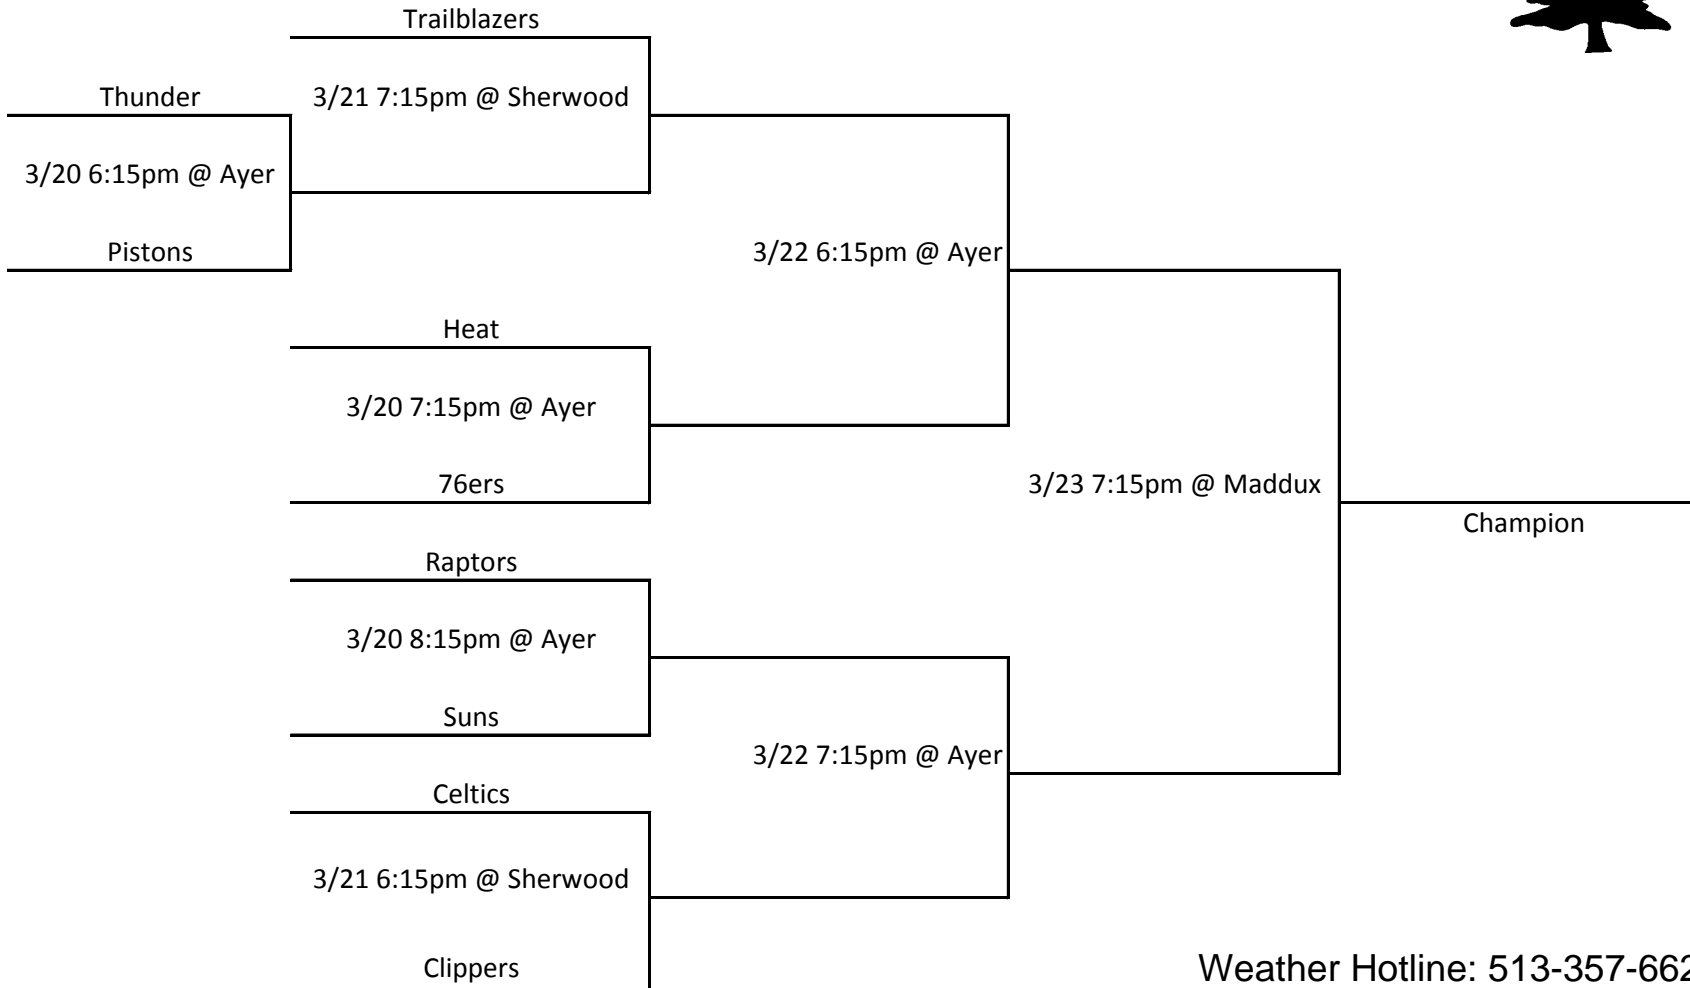 Trailblazers
Thunder
3/21 7:15pm @ Sherwood
3/20 6:15pm @ Ayer
Pistons
3/22 6:15pm @ Ayer
Heat
3/20 7:15pm @ Ayer
76ers
3/23 7:15pm @ Maddux
Champion
Raptors
3/20 8:15pm @ Ayer
Suns
3/22 7:15pm @ Ayer
Celtics
3/21 6:15pm @ Sherwood
Clippers
Weather Hotline: 513-357-662